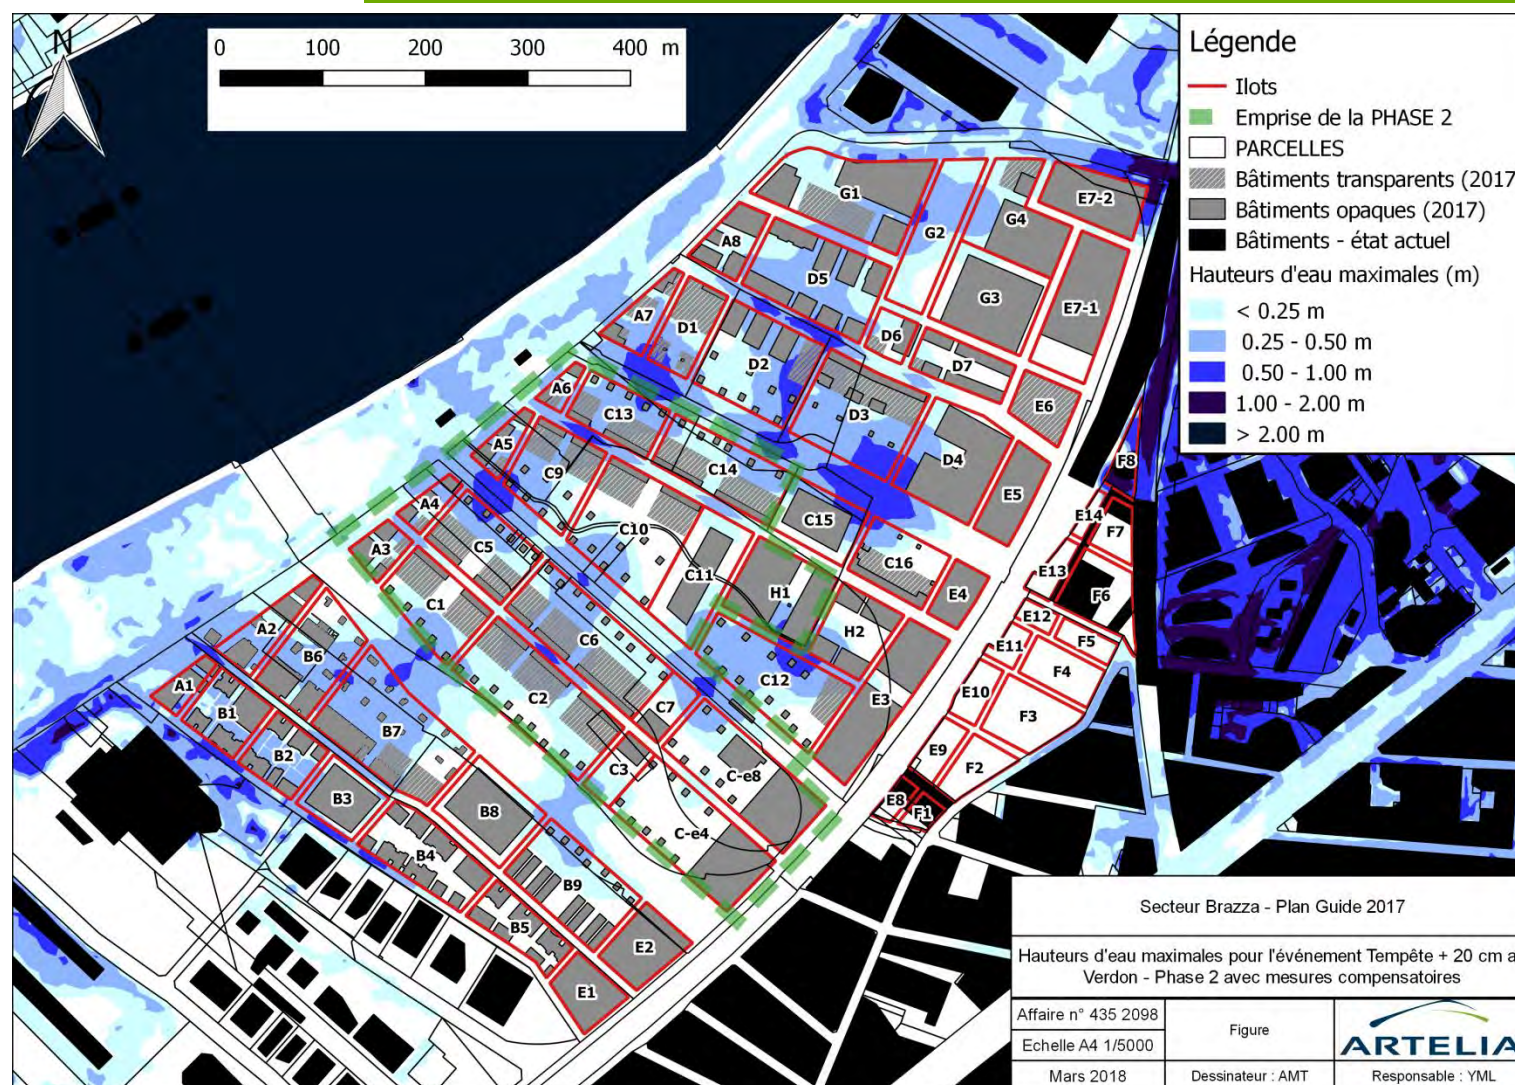 N
0 100 200 300 400 m
Légende
Ilots
Emprise de la PHASE 2
PARCELLES
Bâtiments transparents (2017
Bâtiments opaques (2017)
Bâtiments - état actuel
Hauteurs d'eau maximales (m)
< 0.25 m
0.25 - 0.50 m
0.50 - 1.00 m
1.00 - 2.00 m
> 2.00 m
G1
E7-2
G4
G2
A8
D5
G3
E7-1
A7
D1
D6
D2
D7
A6
C13
D3
E6
A5
C9
C14
D4
F8
A4
C10
C15
E5
E14
F7
C5
A3
C11
C16
E13
C1
H1
E4
F6
E12
A2
H2
F5
B6
C6
E11
F4
A1
C12
E10
B1
C2
E3
F3
B7
C7
B2
E9
F2
C3
C-e8
B3
B8
E8
F1
C-e4
B4
B9
B5
E2
E1
Secteur Brazza - Plan Guide 2017
Hauteurs d'eau maximales pour l'événement Tempête + 20 cm a
Verdon - Phase 2 avec mesures compensatoires
Affaire n° 435 2098
Figure
ARTELIA
Echelle A4 1/5000
Mars 2018
Dessinateur : AMT
Responsable : YML